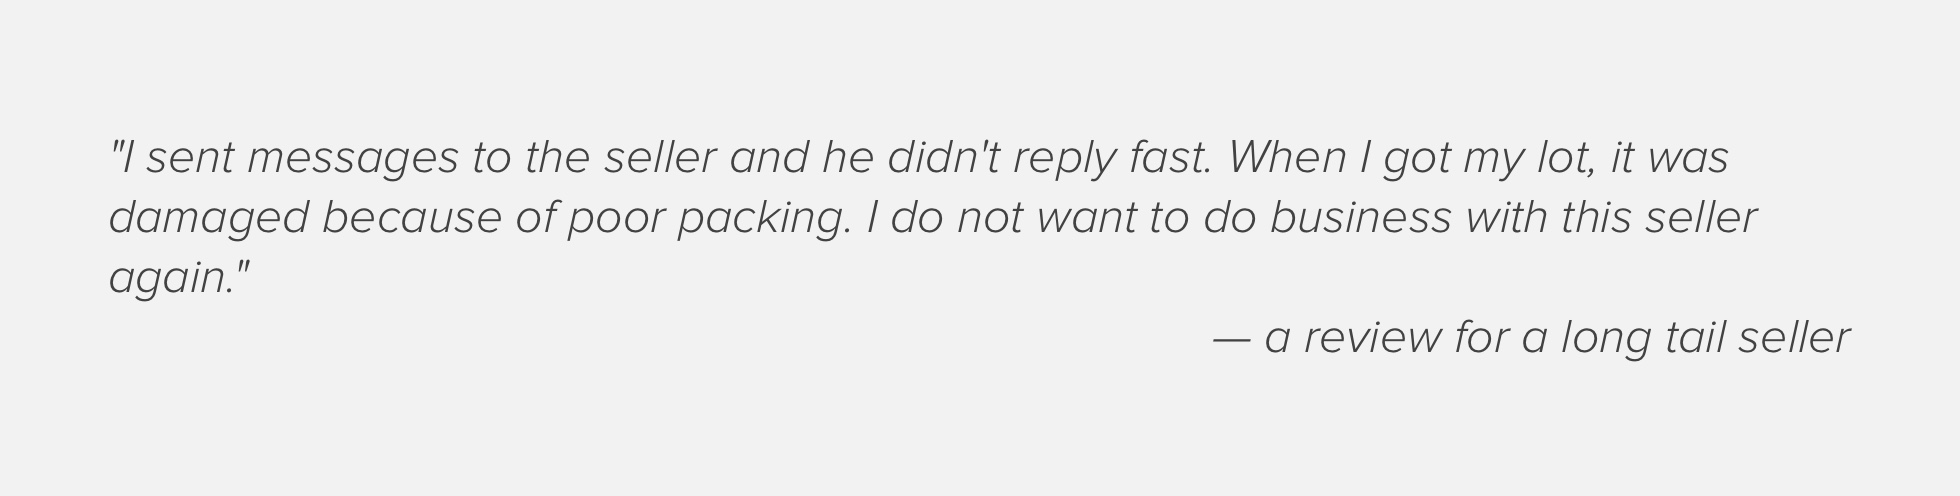 "I sent messages to the seller and he didn't reply fast. When I got my lot, it was
damaged because of poor packing. I do not want to do business with this seller
again."
— a review for a long tail seller